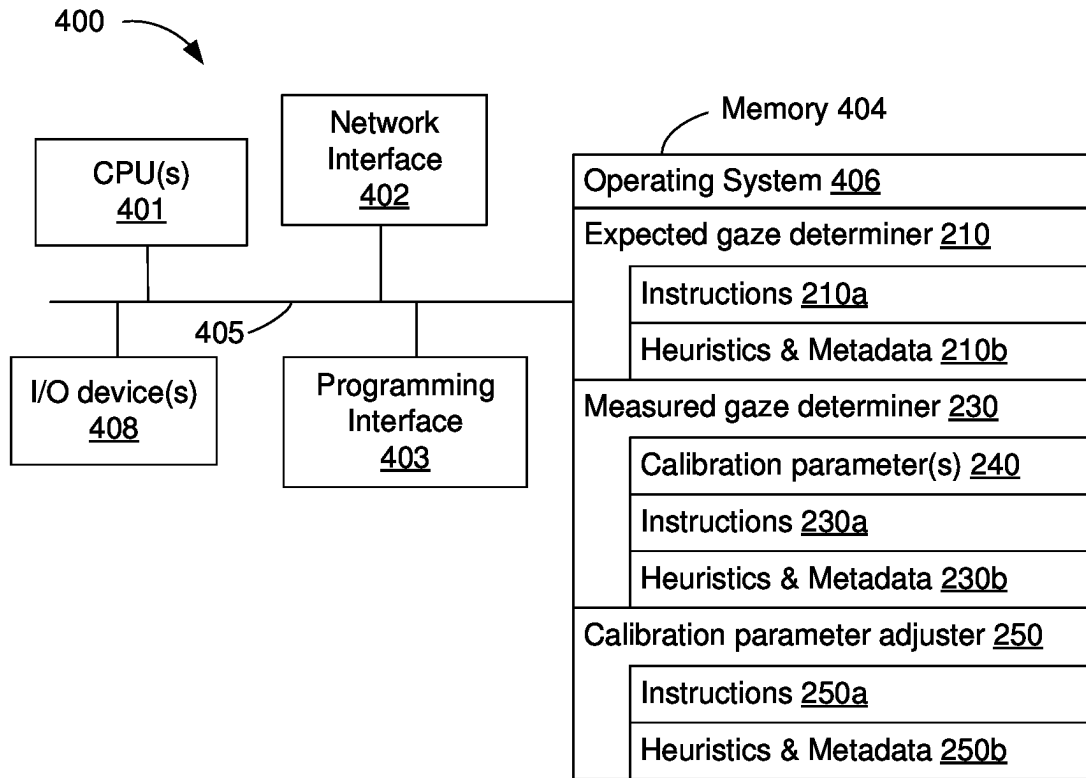 400
Network
Interface
402
CPU(s)
401
Memory 404
Operating System 406
Expected gaze determiner 210
Instructions 210a
Heuristics & Metadata 210b
Measured gaze determiner 230
Calibration parameter(s) 240
Instructions 230a
Heuristics & Metadata 230b
Calibration parameter adjuster 250
Instructions 250a
Heuristics & Metadata 250b
405
I/O device(s)
408
Programming
Interface
403